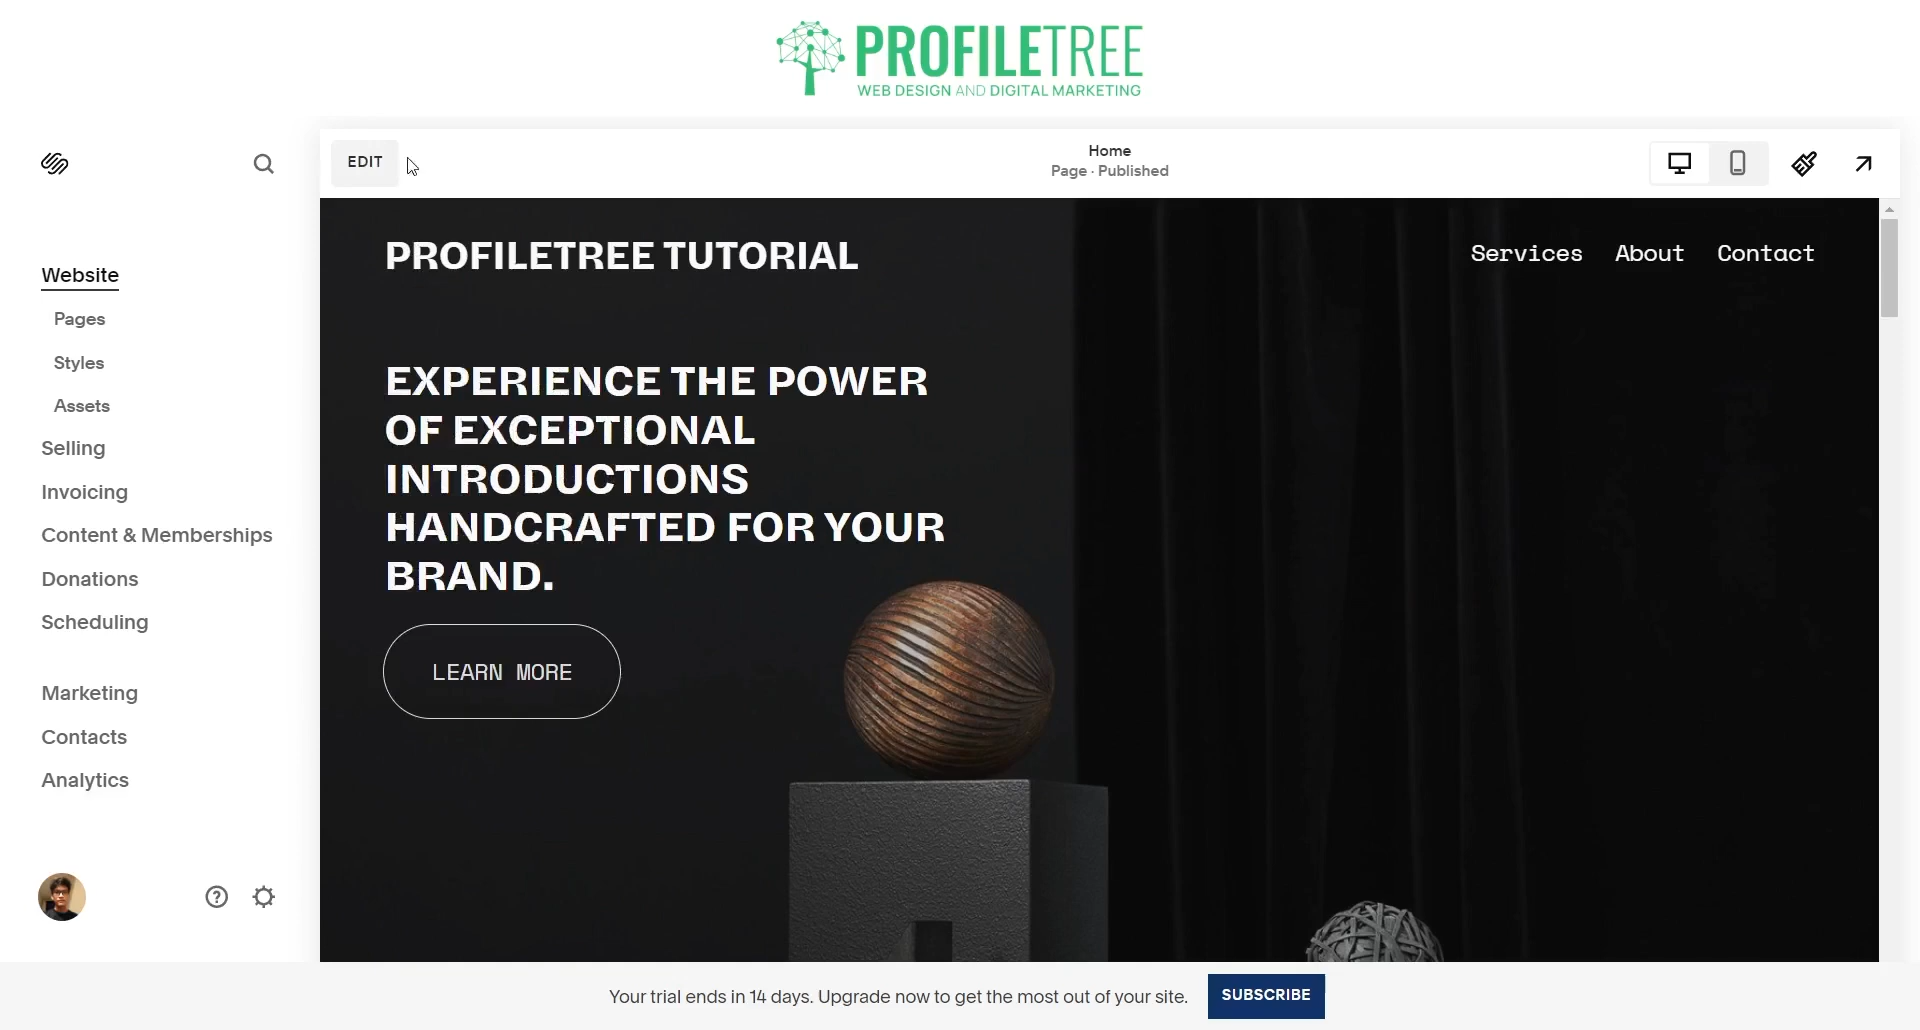 PROFILETREE
WEB DESIGN AND DIGITAL MARKETING
EDIT
Home
Page · Published
Website
Pages
Styles
Assets
Selling
Invoicing
Content & Memberships
Donations
Scheduling
Marketing
Contacts
Analytics
PROFILETREE TUTORIAL
Services About Contact
EXPERIENCE THE POWER
OF EXCEPTIONAL
INTRODUCTIONS
HANDCRAFTED FOR YOUR
BRAND.
LEARN MORE
Your trial ends in 14 days. Upgrade now to get the most out of your site.
SUBSCRIBE